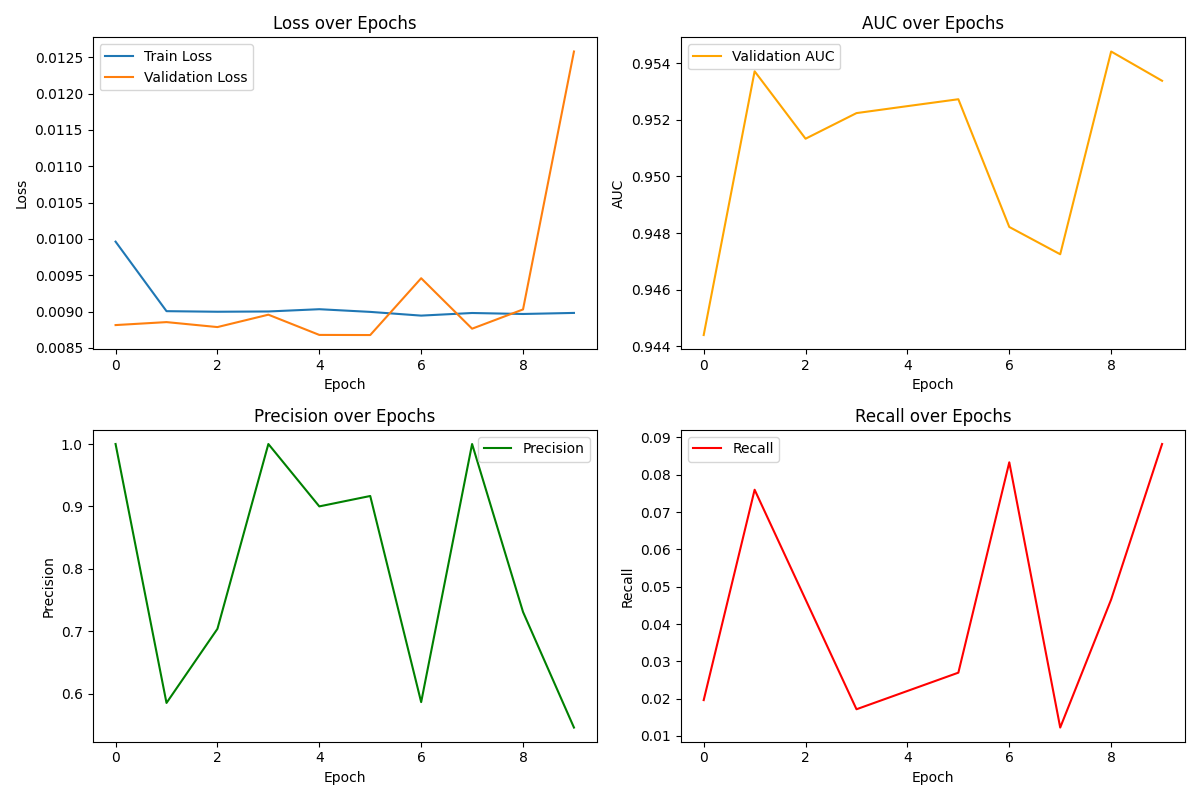 Loss over Epochs
Train Loss
Validation Loss
0.0125
0.0120
0.0115
0.0110
0.0105
0.0100
0.0095
0.0090
0.0085
Loss
0 2 4 6 8
Epoch
AUC over Epochs
Validation AUC
0.954
0.952
0.950
0.948
0.946
0.944
AUC
0 2 4 6 8
Epoch
Precision over Epochs
Precision
1.0
0.9
0.8
0.7
0.6
Precision
0 2 4 6 8
Epoch
Recall over Epochs
Recall
0.09
0.08
0.07
0.06
0.05
0.04
0.03
0.02
0.01
Recall
0 2 4 6 8
Epoch